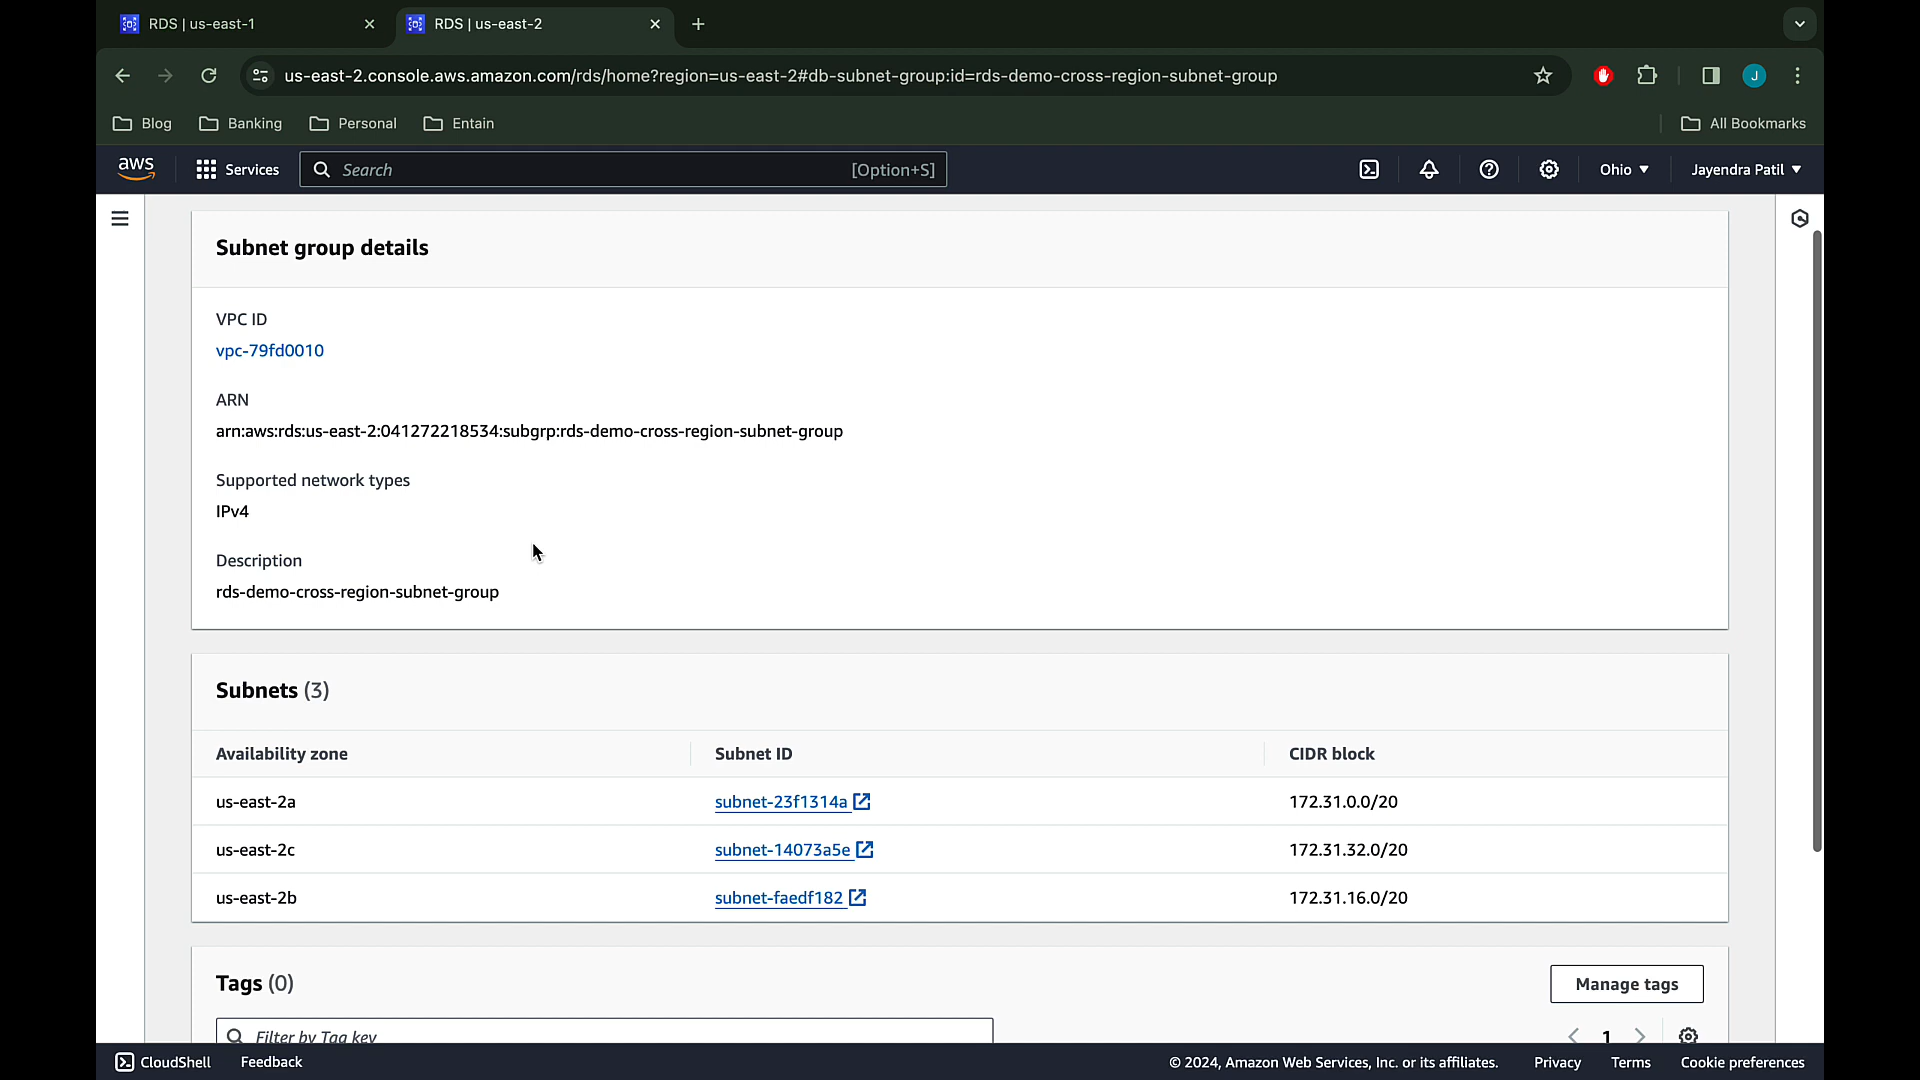 RDS | us-east-1
RDS | us-east-2
us-east-2.console.aws.amazon.com/rds/home?region=us-east-2#db-subnet-group:id=rds-demo-cross-region-subnet-group
J
Blog
Banking
Personal
Entain
All Bookmarks
aws
Services
Search
[Option+S]
Ohio
Jayendra Patil
Subnet group details
VPC ID
vpc-79fd0010
ARN
arn:aws:rds:us-east-2:041272218534:subgrp:rds-demo-cross-region-subnet-group
Supported network types
IPv4
Description
rds-demo-cross-region-subnet-group
Subnets (3)
Availability zone Subnet ID CIDR block
us-east-2a subnet-23f1314a 172.31.0.0/20
us-east-2c subnet-14073a5e 172.31.32.0/20
us-east-2b subnet-faedf182 172.31.16.0/20
Tags (0)
Manage tags
Filter by Tag key
1
CloudShell
Feedback
© 2024, Amazon Web Services, Inc. or its affiliates.
Privacy
Terms
Cookie preferences